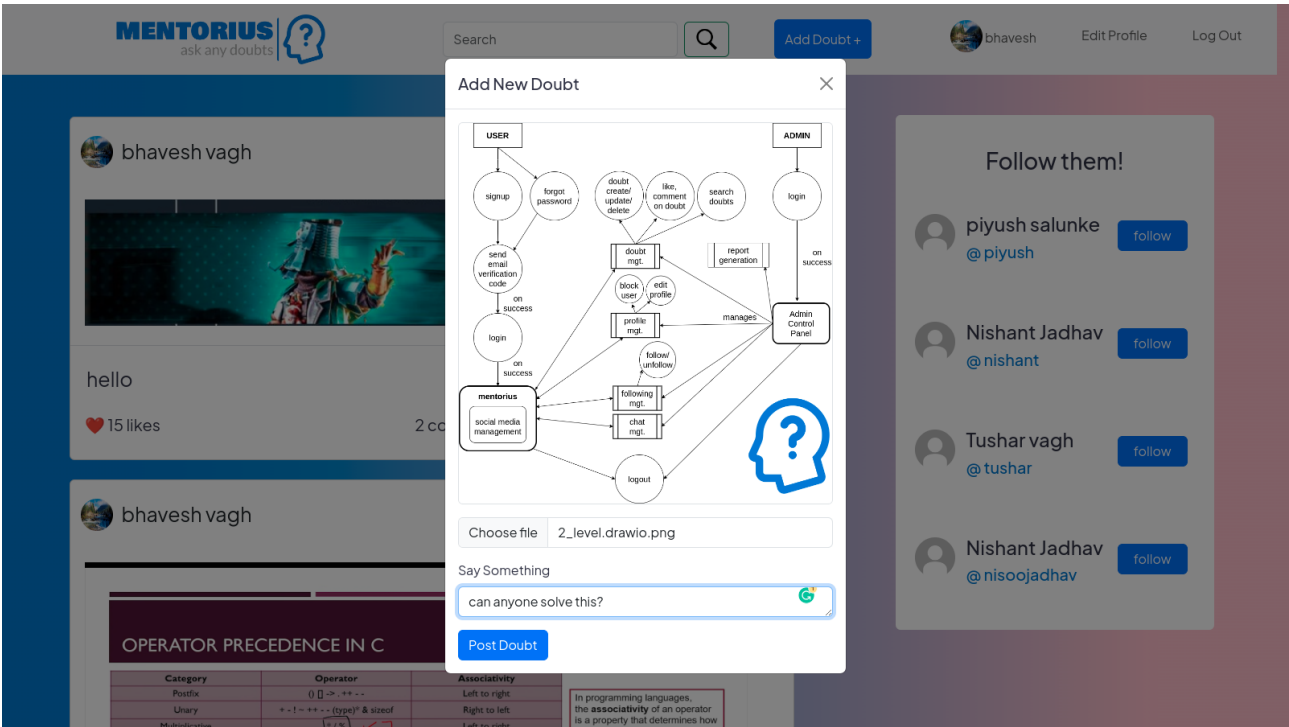 MENTORIUS
ask any doubts
Search
Add Doubt +
bhavesh
Edit Profile
Log Out
bhavesh vagh
hello
15 likes
2 co
bhavesh vagh
OPERATOR PRECEDENCE IN C
Category Operator Associativity
Postfix () [] -> . ++ - - Left to right
Unary + - ! ~ ++ - - (type)* & sizeof Right to left
Multiplicative * / % Left to right
In programming languages,
the associativity of an operator
is a property that determines how
Add New Doubt
USER
ADMIN
signup
forgot
password
doubt
create/
update/
delete
like,
comment
on doubt
search
doubts
login
send
email
verification
code
doubt
mgt.
report
generation
on
success
block
user
edit
profile
on
success
profile
mgt.
manages
Admin
Control
Panel
login
follow/
unfollow
on
success
mentorius
social media
management
following
mgt.
chat
mgt.
logout
Choose file
2_level.drawio.png
Say Something
can anyone solve this?
Post Doubt
Follow them!
piyush salunke
@ piyush
follow
Nishant Jadhav
@ nishant
follow
Tushar vagh
@ tushar
follow
Nishant Jadhav
@ nisoojadhav
follow